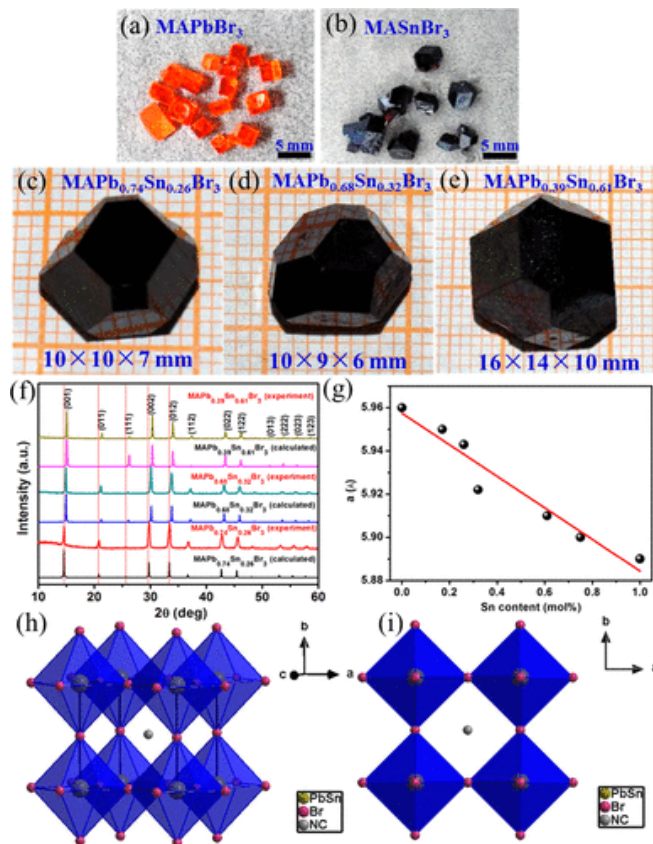 (a) MAPbBr3
5 mm
(b) MASnBr3
5 mm
(c) MAPb0.74Sn0.26Br3
10×10×7 mm
(d) MAPb0.68Sn0.32Br3
10×9×6 mm
(e) MAPb0.39Sn0.61Br3
16×14×10 mm
(f)
Intensity (a.u.)
(001)
(011)
(111)
(002)
(012)
(112)
(022)
(122)
(013)
(222)
(023)
(123)
MAPb0.39Sn0.61Br3 (experiment)
MAPb0.39Sn0.61Br3 (calculated)
MAPb0.68Sn0.32Br3 (experiment)
MAPb0.68Sn0.32Br3 (calculated)
MAPb0.74Sn0.26Br3 (experiment)
MAPb0.74Sn0.26Br3 (calculated)
10 20 30 40 50 60
2θ (deg)
(g)
a (Å)
5.96
5.94
5.92
5.90
5.88
0.0 0.2 0.4 0.6 0.8 1.0
Sn content (mol%)
(h)
b
c
a
PbSn
Br
NC
(i)
b
PbSn
Br
NC